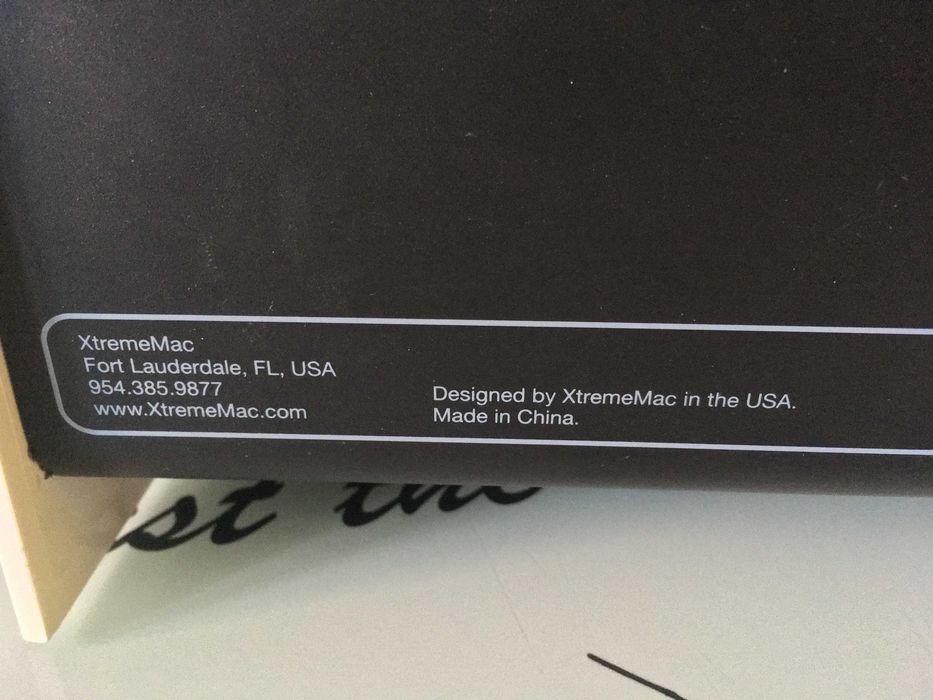 XtremeMac
Fort Lauderdale, FL, USA
954.385.9877
www.XtremeMac.com
Designed by XtremeMac in the USA.
Made in China.
the